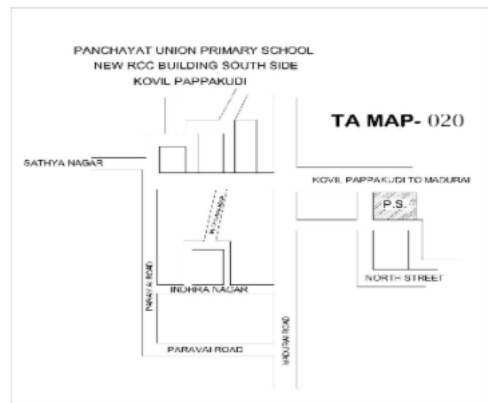 PANCHAYAT UNION PRIMARY SCHOOL
NEW RCC BUILDING SOUTH SIDE
KOVIL PAPPAKUDI
TA MAP- 020
SATHYA NAGAR
KOVIL PAPPAKUDI TO MADURAI
P.S.
PARAVAI ROAD
INDHRA NAGAR
NORTH STREET
MADURAI ROAD
PARAVAI ROAD